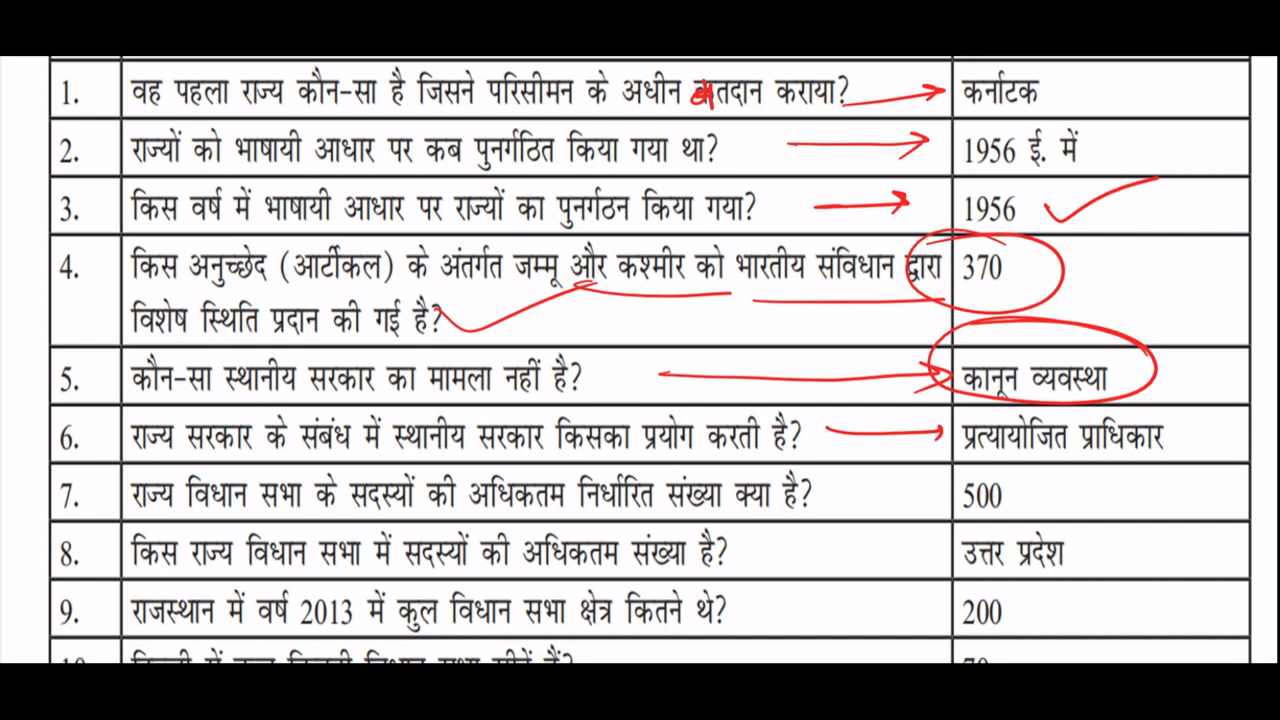 1. वह पहला राज्य कौन-सा है जिसने परिसीमन के अधीन मतदान कराया? कर्नाटक
2. राज्यों को भाषायी आधार पर कब पुनर्गठित किया गया था? 1956 ई. में
3. किस वर्ष में भाषायी आधार पर राज्यों का पुनर्गठन किया गया? 1956
4. किस अनुच्छेद (आर्टीकल) के अंतर्गत जम्मू और कश्मीर को भारतीय संविधान द्वारा 370
विशेष स्थिति प्रदान की गई है?
5. कौन-सा स्थानीय सरकार का मामला नहीं है? कानून व्यवस्था
6. राज्य सरकार के संबंध में स्थानीय सरकार किसका प्रयोग करती है? प्रत्यायोजित प्राधिकार
7. राज्य विधान सभा के सदस्यों की अधिकतम निर्धारित संख्या क्या है? 500
8. किस राज्य विधान सभा में सदस्यों की अधिकतम संख्या है? उत्तर प्रदेश
9. राजस्थान में वर्ष 2013 में कुल विधान सभा क्षेत्र कितने थे? 200